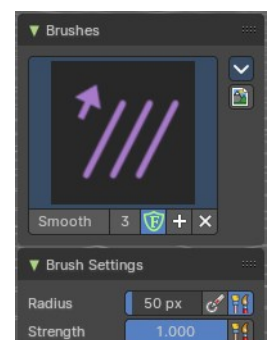 Brushes
Smooth 3 F
Brush Settings
Radius 50 px
Strength 1.000